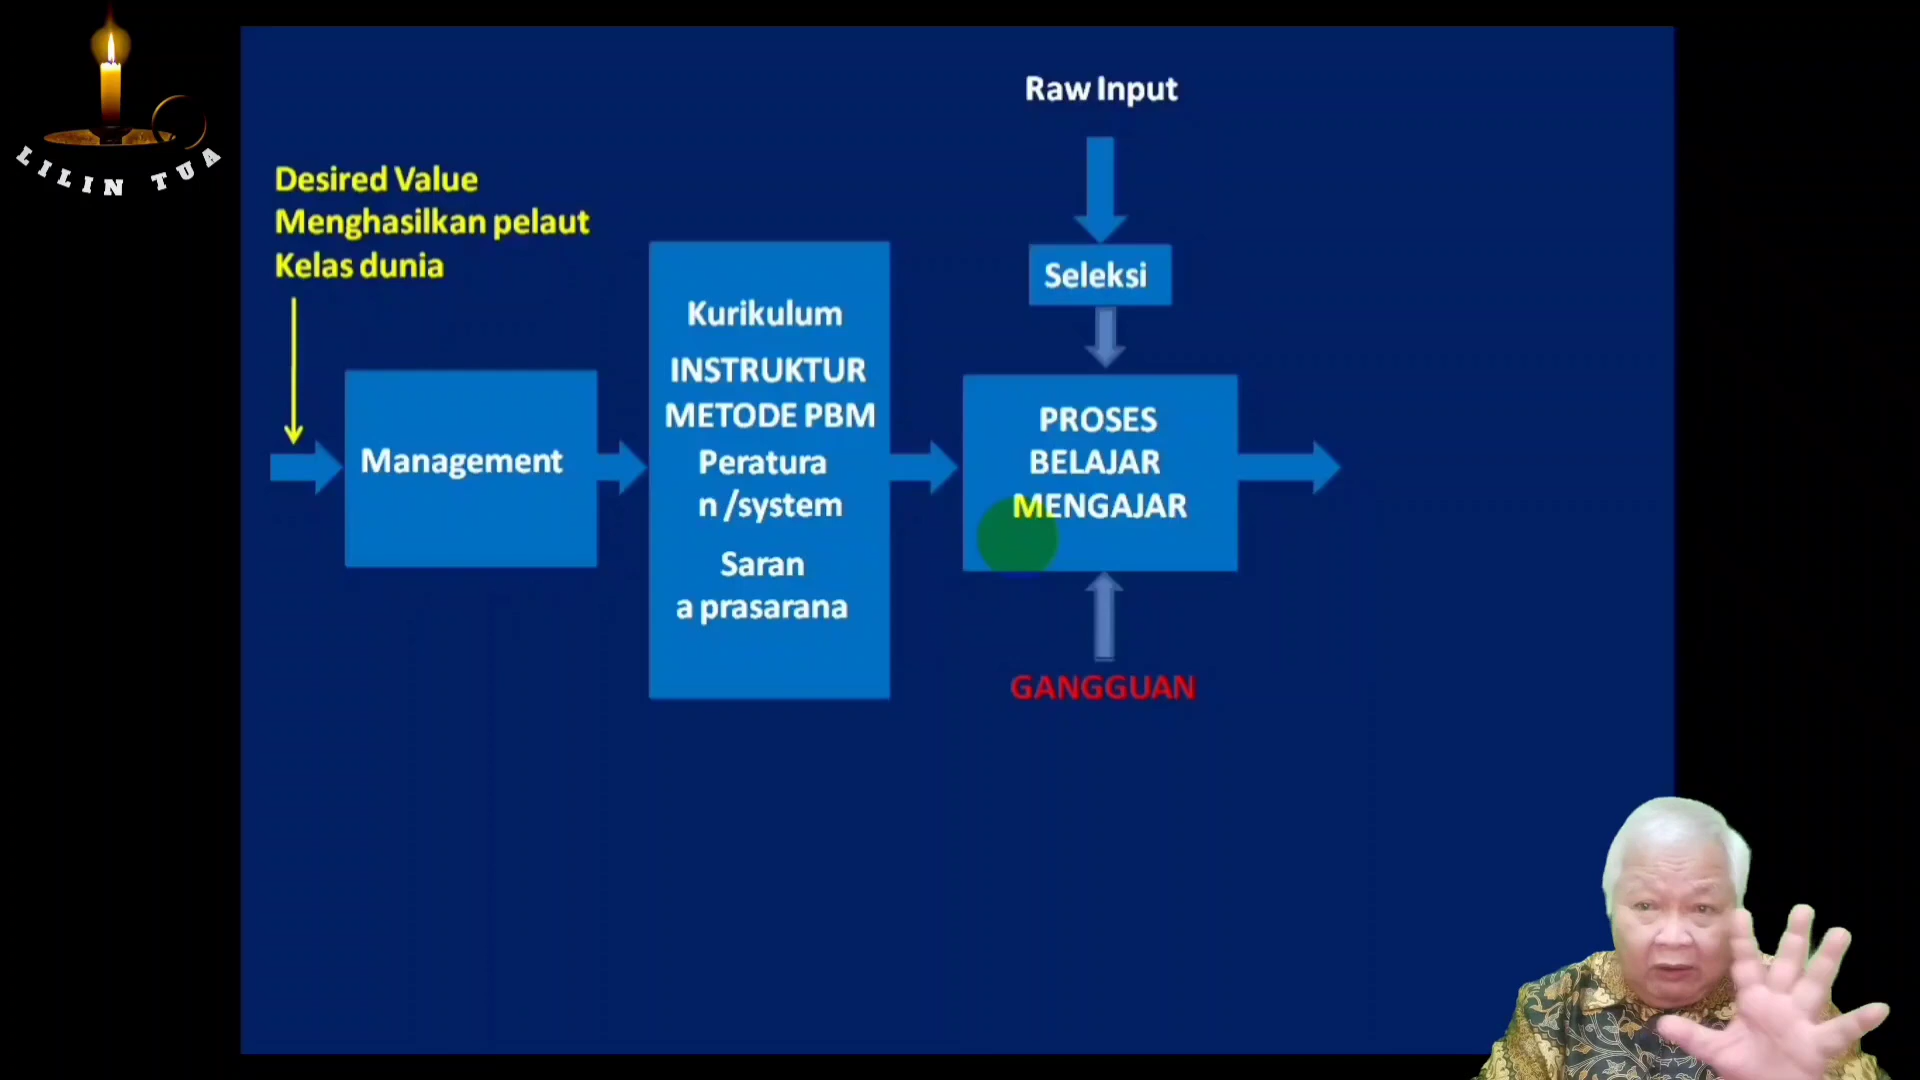 LILIN TUA
Desired Value
Menghasilkan pelaut
Kelas dunia
Management
Kurikulum
INSTRUKTUR
METODE PBM
Peratura
n /system
Saran
a prasarana
Raw Input
Seleksi
PROSES
BELAJAR
MENGAJAR
GANGGUAN